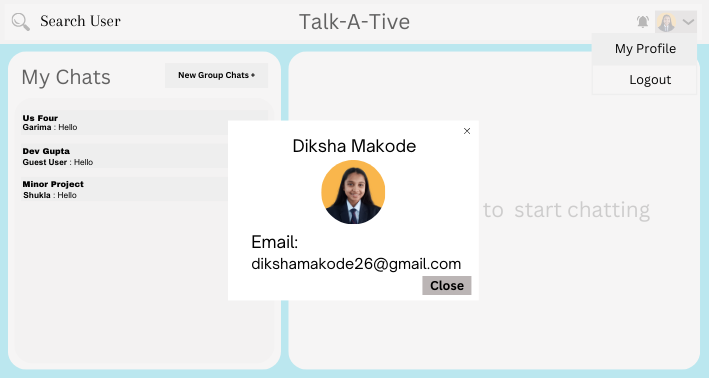 Search User
Talk-A-Tive
My Profile
Logout
My Chats
New Group Chats +
Us Four
Garima : Hello
Dev Gupta
Guest User : Hello
Minor Project
Shukla : Hello
Diksha Makode
Email:
dikshamakode26@gmail.com
Close
to start chatting